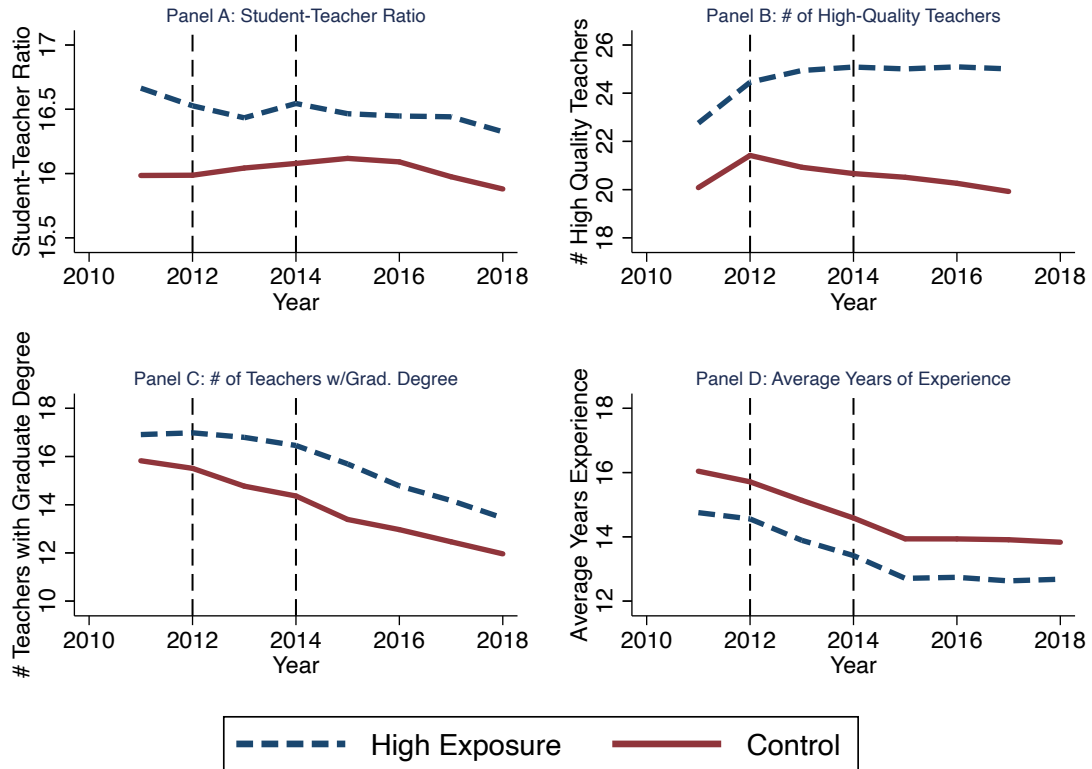 Panel A: Student-Teacher Ratio
Student-Teacher Ratio
17
16.5
16
15.5
2010 2012 2014 2016 2018
Year
Panel B: # of High-Quality Teachers
# High Quality Teachers
26
24
22
20
18
2010 2012 2014 2016 2018
Year
Panel C: # of Teachers w/Grad. Degree
# Teachers with Graduate Degree
18
16
14
12
10
2010 2012 2014 2016 2018
Year
Panel D: Average Years of Experience
Average Years Experience
18
16
14
12
2010 2012 2014 2016 2018
Year
High Exposure Control